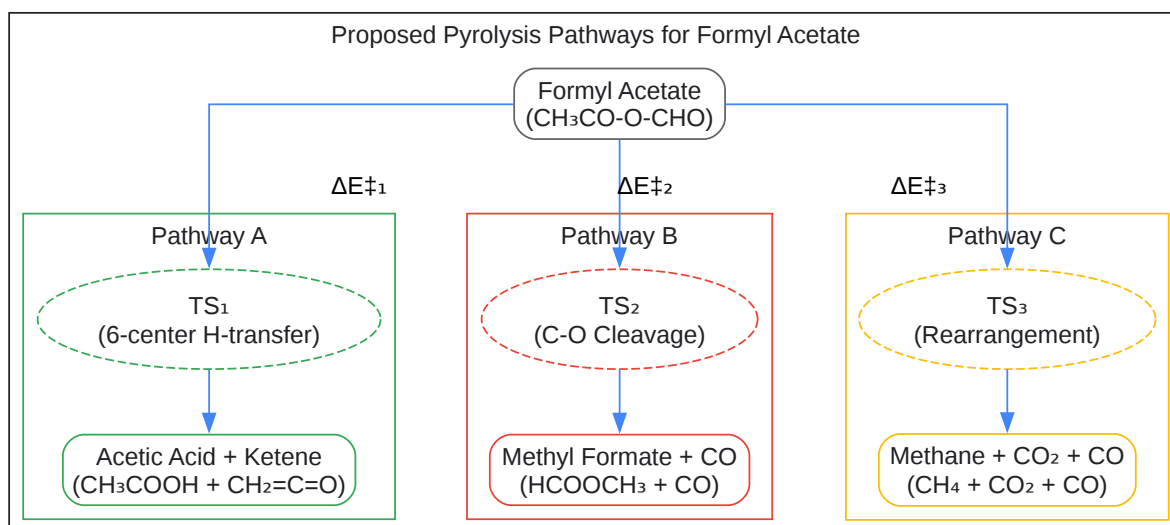 Proposed Pyrolysis Pathways for Formyl Acetate
Formyl Acetate
(CH₃CO-O-CHO)
ΔE‡₁
ΔE‡₂
ΔE‡₃
Pathway A
TS₁
(6-center H-transfer)
Acetic Acid + Ketene
(CH₃COOH + CH₂=C=O)
Pathway B
TS₂
(C-O Cleavage)
Methyl Formate + CO
(HCOOCH₃ + CO)
Pathway C
TS₃
(Rearrangement)
Methane + CO₂ + CO
(CH₄ + CO₂ + CO)